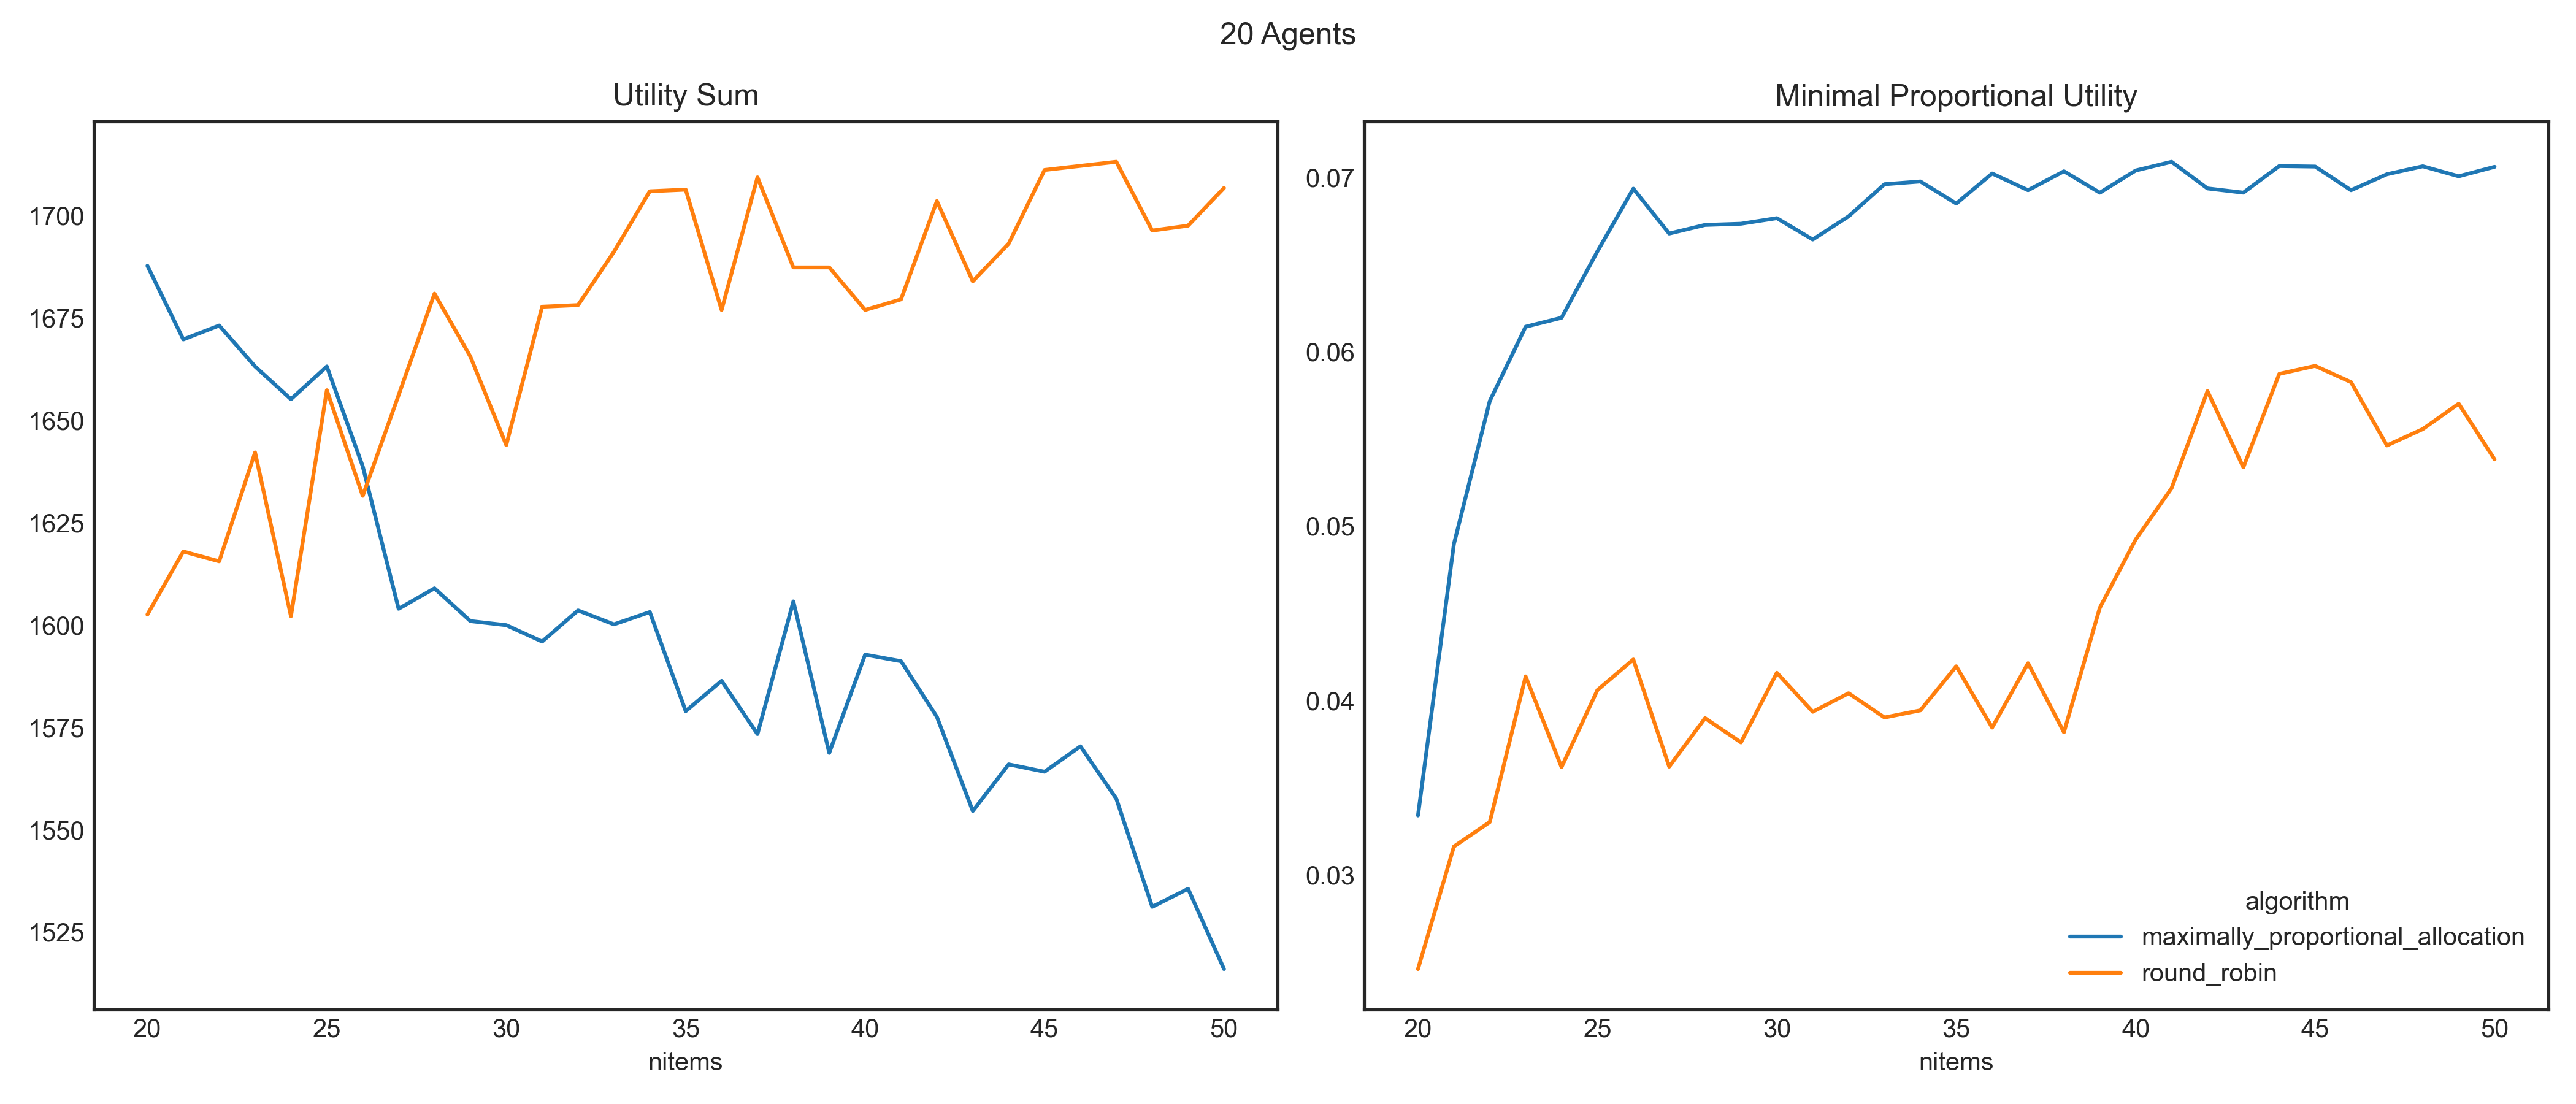 20 Agents
Utility Sum
1700
1675
1650
1625
1600
1575
1550
1525
20 25 30 35 40 45 50
nitems
Minimal Proportional Utility
0.07
0.06
0.05
0.04
0.03
algorithm
maximally_proportional_allocation
round_robin
20 25 30 35 40 45 50
nitems